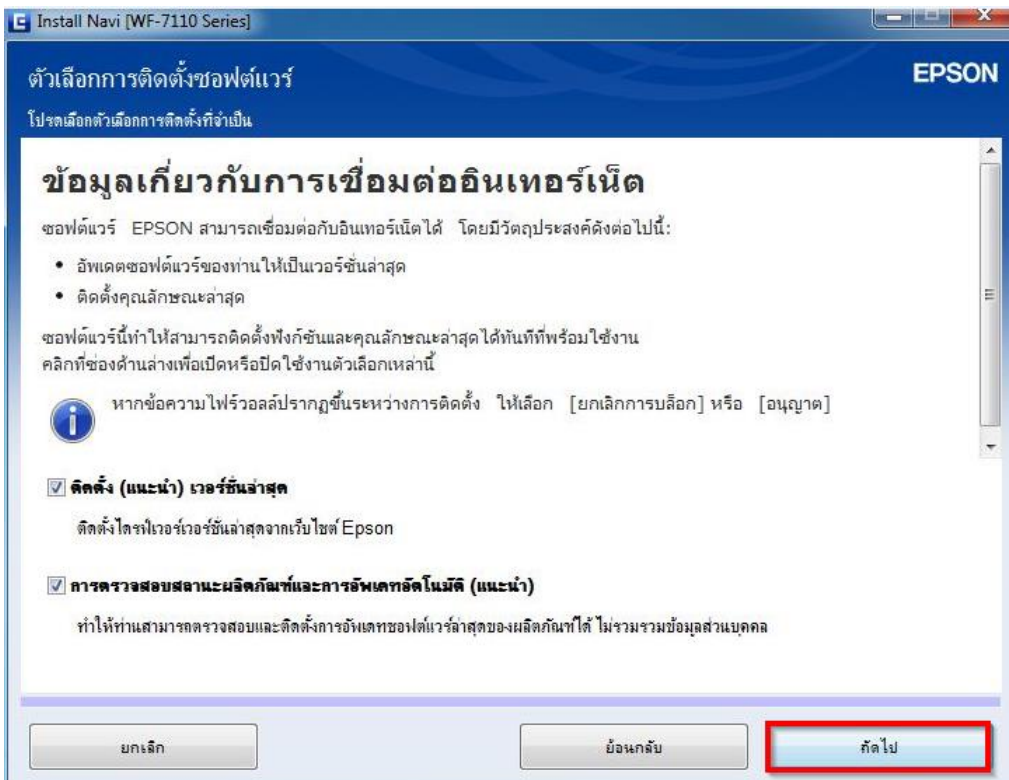 Install Navi [WF-7110 Series]
ตัวเลือกการติดตั้งซอฟต์แวร์
EPSON
โปรดเลือกตัวเลือกการติดตั้งที่จำเป็น
ข้อมูลเกี่ยวกับการเชื่อมต่ออินเทอร์เน็ต
ซอฟต์แวร์ EPSON สามารถเชื่อมต่อกับอินเทอร์เน็ตได้ โดยมีวัตถุประสงค์ดังต่อไปนี้:
• อัพเดตซอฟต์แวร์ของท่านให้เป็นเวอร์ชั่นล่าสุด
• ติดตั้งคุณลักษณะล่าสุด
ซอฟต์แวร์นี้ทำให้สามารถติดตั้งฟังก์ชันและคุณลักษณะล่าสุดได้ทันทีที่พร้อมใช้งาน
คลิกที่ช่องด้านล่างเพื่อเปิดหรือปิดใช้งานตัวเลือกเหล่านี้
หากข้อความไฟร์วอลล์ปรากฏขึ้นระหว่างการติดตั้ง ให้เลือก [ยกเลิกการบล็อก] หรือ [อนุญาต]
ติดตั้ง (แนะนำ) เวอร์ชั่นล่าสุด
ติดตั้งไดรฟ์เวอร์เวอร์ชั่นล่าสุดจากเว็บไซต์ Epson
การตรวจสอบสถานะผลิตภัณฑ์และการอัพเดทอัตโนมัติ (แนะนำ)
ทำให้ท่านสามารถตรวจสอบและติดตั้งการอัพเดทซอฟต์แวร์ล่าสุดของผลิตภัณฑ์ได้ ไม่รวมรวมข้อมูลส่วนบุคคล
ยกเลิก
ย้อนกลับ
ถัดไป